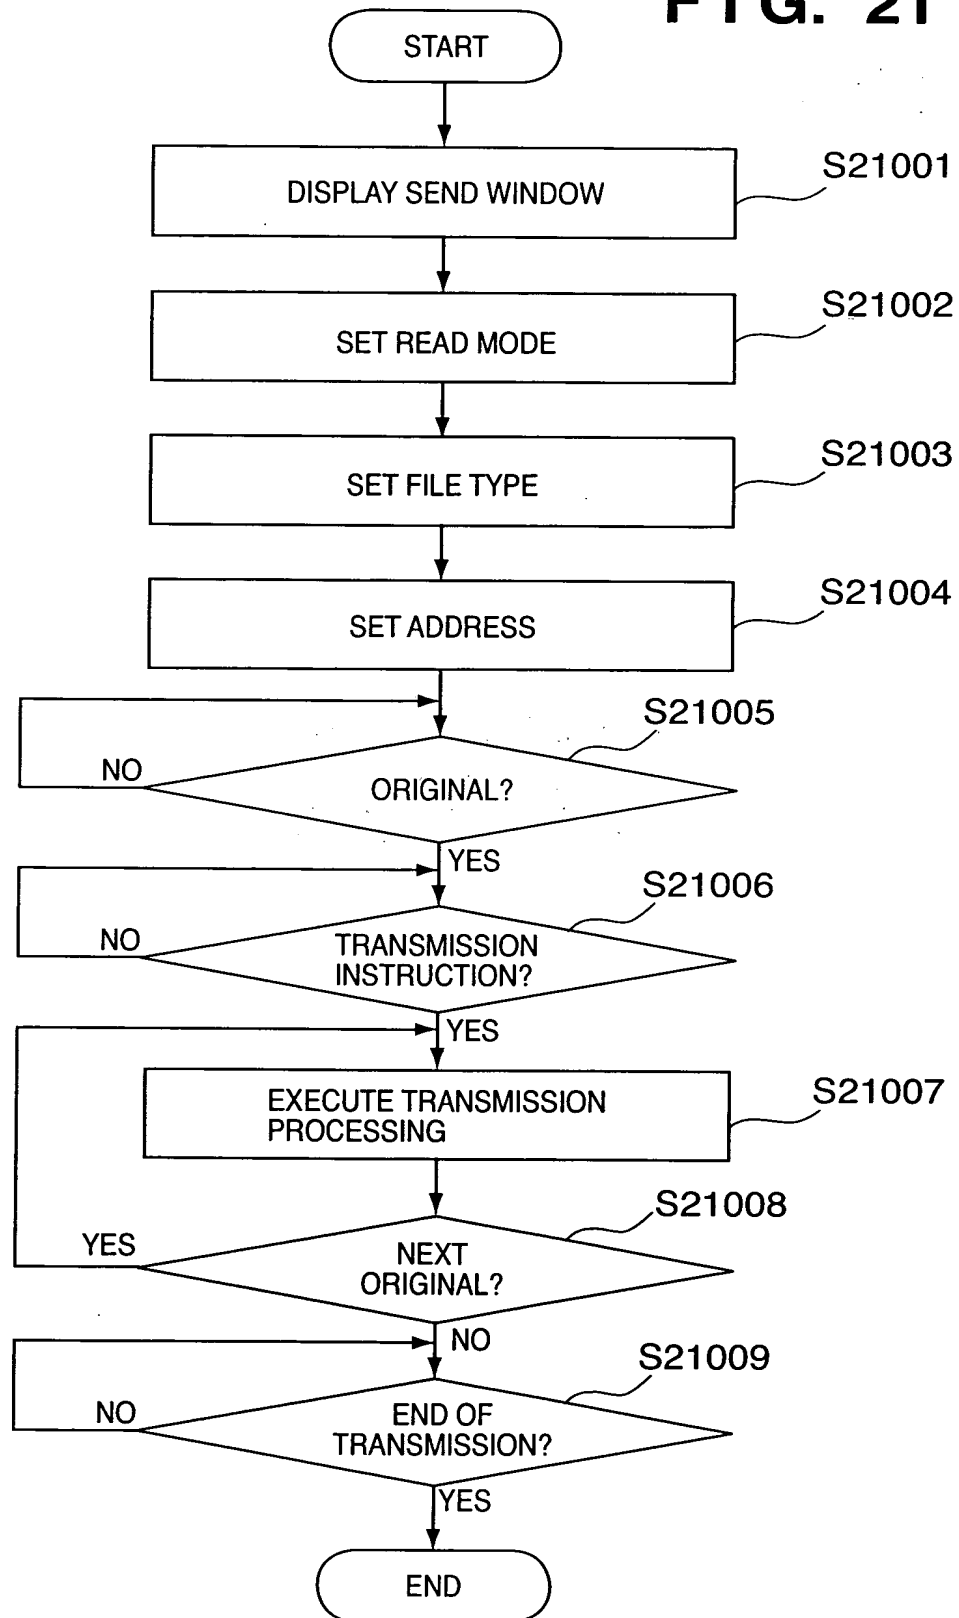 FIG. 21
START
DISPLAY SEND WINDOW
S21001
SET READ MODE
S21002
SET FILE TYPE
S21003
SET ADDRESS
S21004
S21005
NO
ORIGINAL?
YES
S21006
NO
TRANSMISSION
INSTRUCTION?
YES
EXECUTE TRANSMISSION
PROCESSING
S21007
S21008
YES
NEXT
ORIGINAL?
NO
S21009
NO
END OF
TRANSMISSION?
YES
END